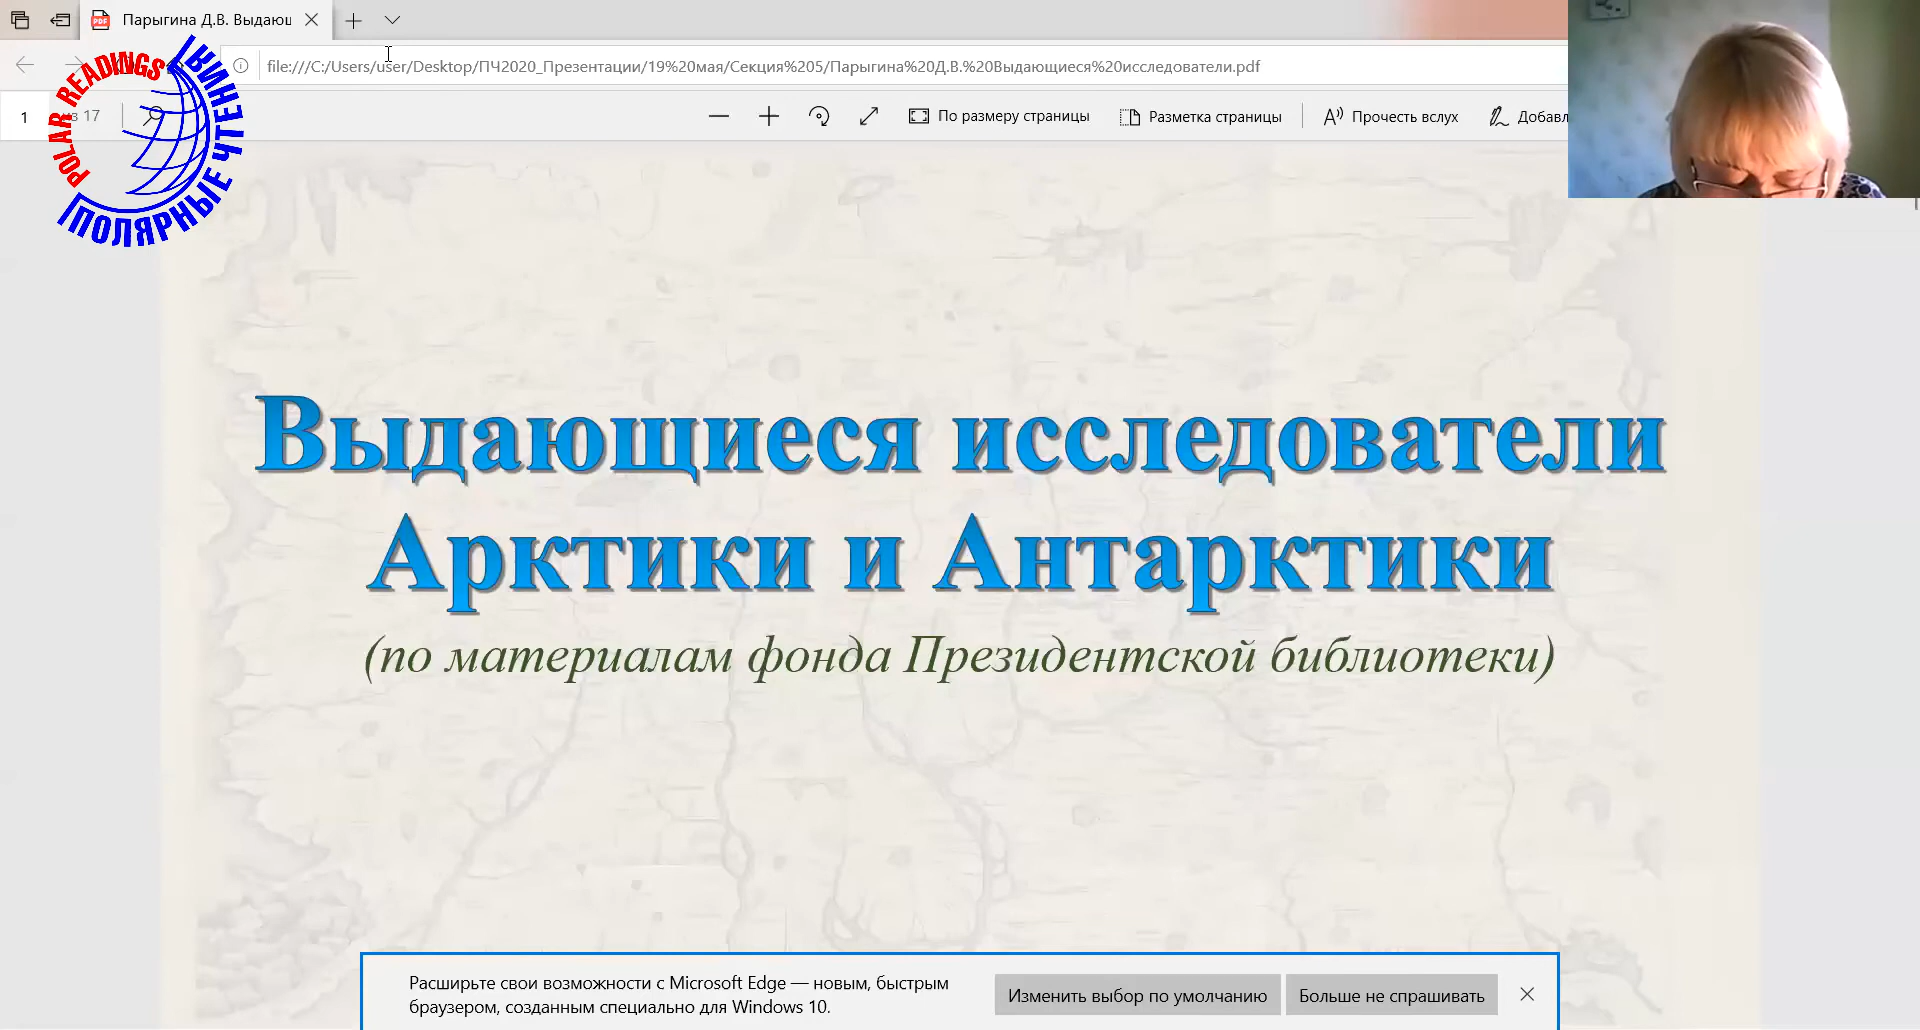 Парыгина Д.В. Выдающ
file:///C:/Users/user/Desktop/ПЧ2020_Презентации/19%20мая/Секция%205/Парыгина%20Д.В.%20Выдающиеся%20исследователи.pdf
1 из 17
По размеру страницы
Разметка страницы
Прочесть вслух
Добавл
POLAR READINGS
ПОЛЯРНЫЕ ЧТЕНИЯ
Выдающиеся исследователи
Арктики и Антарктики
(по материалам фонда Президентской библиотеки)
Расширьте свои возможности с Microsoft Edge — новым, быстрым
браузером, созданным специально для Windows 10.
Изменить выбор по умолчанию
Больше не спрашивать